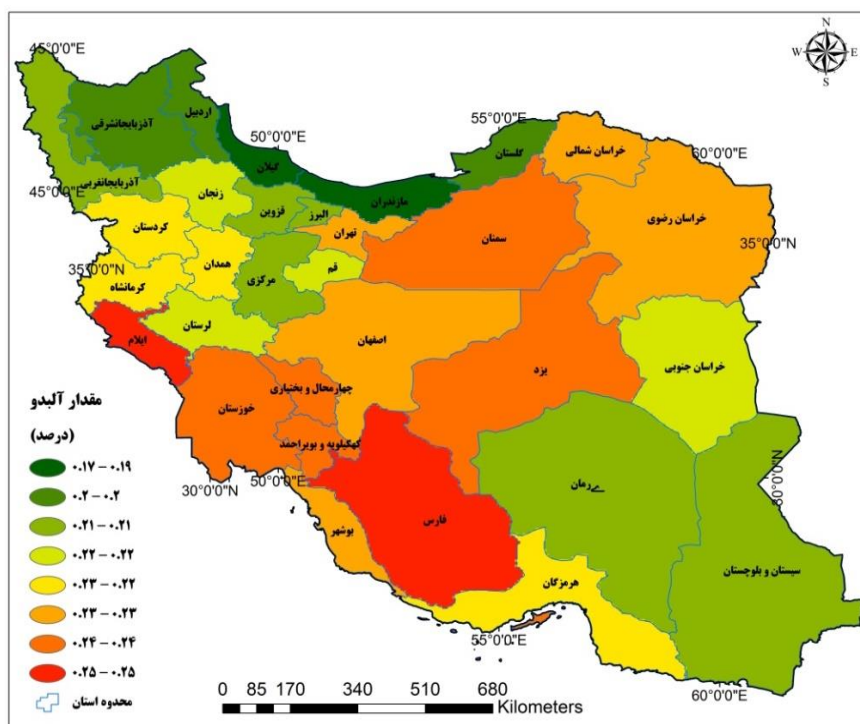 N
W E
S
45°0'0"E
50°0'0"E
55°0'0"E
60°0'0"E
آذربایجانشرقی
اردبیل
گیلان
گلستان
خراسان شمالی
آذربایجانغربی
45°0'0"E
زنجان
قزوین
البرز
مازندران
خراسان رضوی
کردستان
تهران
سمنان
35°0'0"N
همدان
قم
35°0'0"N
کرمانشاه
مرکزی
لرستان
ایلام
اصفهان
خراسان جنوبی
یزد
چهارمحال و بختیاری
خوزستان
کهگیلویه و بویراحمد
30°0'0"N
50°0'0"E
30°0'0"N
ےرمان
فارس
بوشهر
سیستان و بلوچستان
هرمزگان
55°0'0"E
60°0'0"E
مقدار آلبدو
(درصد)
۰.۱۷ – ۰.۱۹
۰.۲ – ۰.۲
۰.۲۱ – ۰.۲۱
۰.۲۲ – ۰.۲۲
۰.۲۳ – ۰.۲۲
۰.۲۳ – ۰.۲۳
۰.۲۴ – ۰.۲۴
۰.۲۵ – ۰.۲۵
محدوه استان
0 85 170 340 510 680
Kilometers